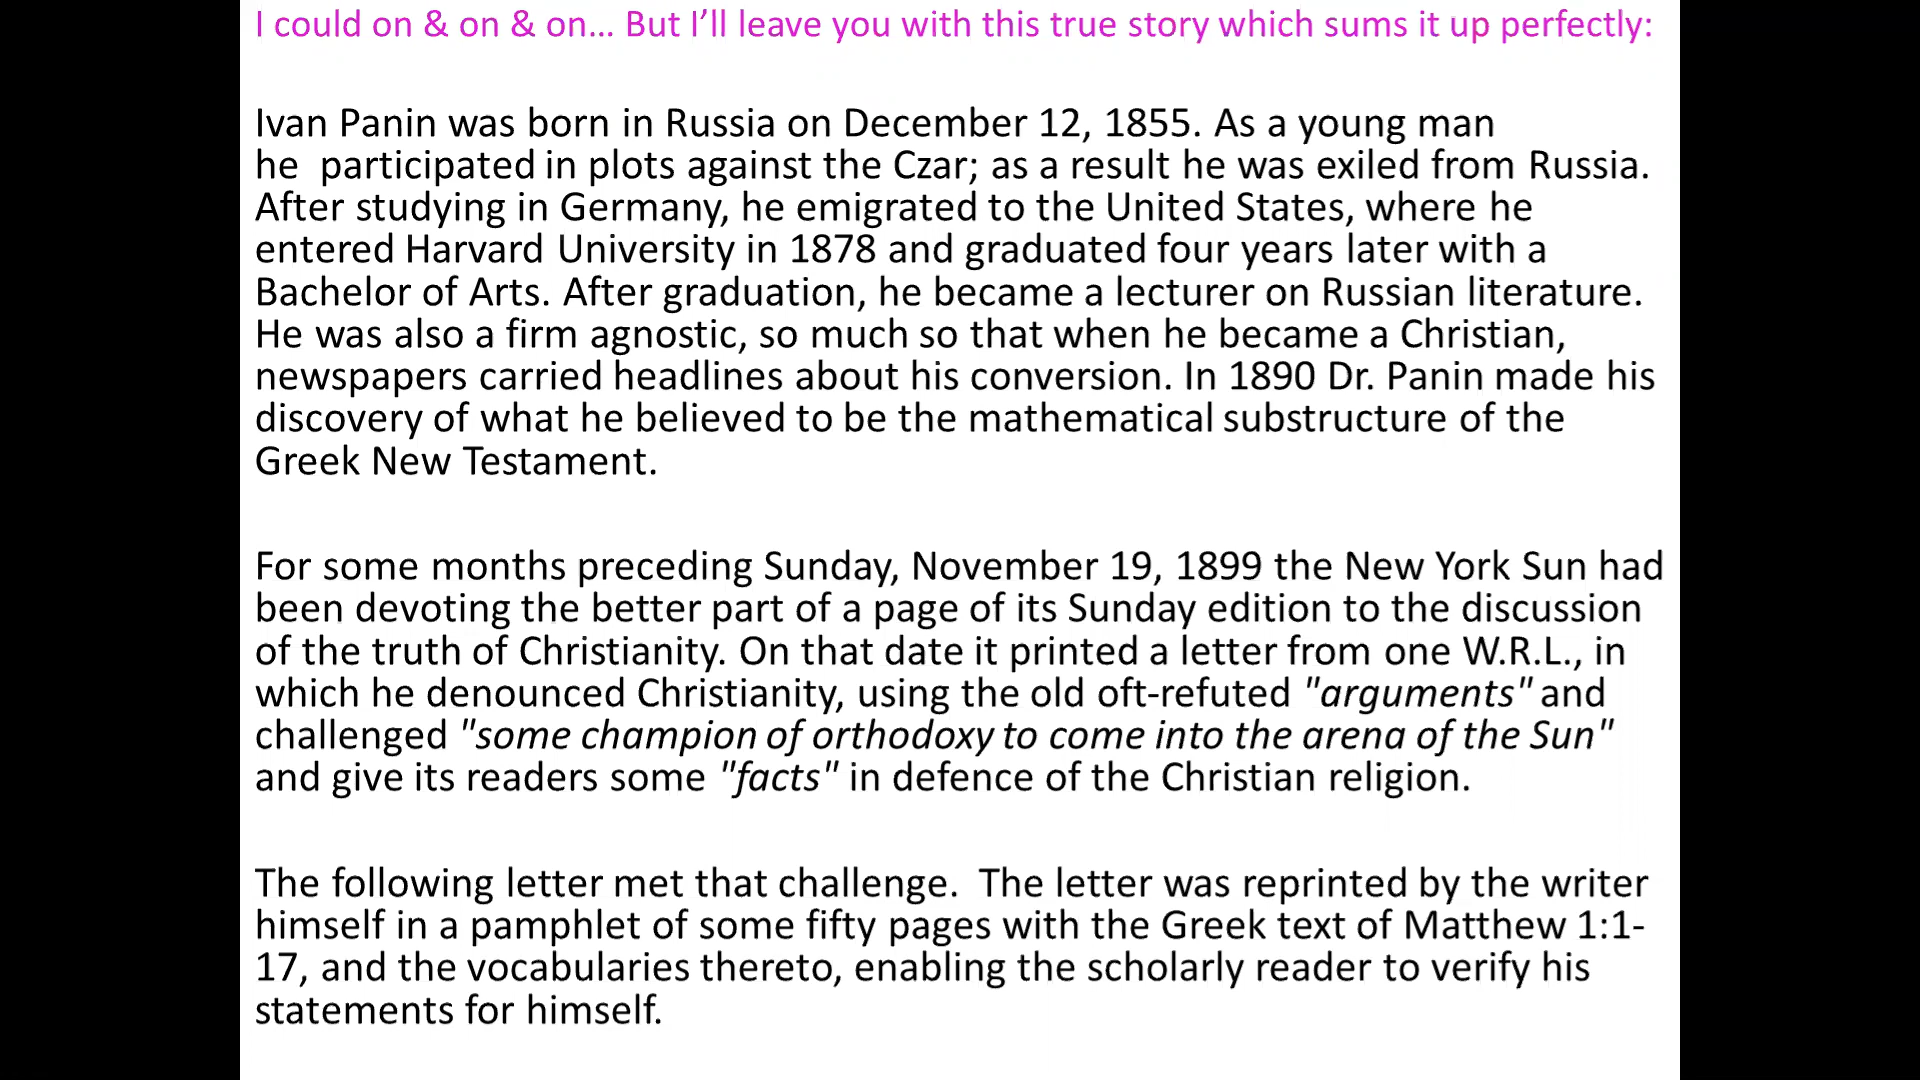 I could on & on & on... But I’ll leave you with this true story which sums it up perfectly:
Ivan Panin was born in Russia on December 12, 1855. As a young man
he  participated in plots against the Czar; as a result he was exiled from Russia.
After studying in Germany, he emigrated to the United States, where he
entered Harvard University in 1878 and graduated four years later with a
Bachelor of Arts. After graduation, he became a lecturer on Russian literature.
He was also a firm agnostic, so much so that when he became a Christian,
newspapers carried headlines about his conversion. In 1890 Dr. Panin made his
discovery of what he believed to be the mathematical substructure of the
Greek New Testament.
For some months preceding Sunday, November 19, 1899 the New York Sun had
been devoting the better part of a page of its Sunday edition to the discussion
of the truth of Christianity. On that date it printed a letter from one W.R.L., in
which he denounced Christianity, using the old oft-refuted "arguments" and
challenged "some champion of orthodoxy to come into the arena of the Sun"
and give its readers some "facts" in defence of the Christian religion.
The following letter met that challenge.  The letter was reprinted by the writer
himself in a pamphlet of some fifty pages with the Greek text of Matthew 1:1-
17, and the vocabularies thereto, enabling the scholarly reader to verify his
statements for himself.